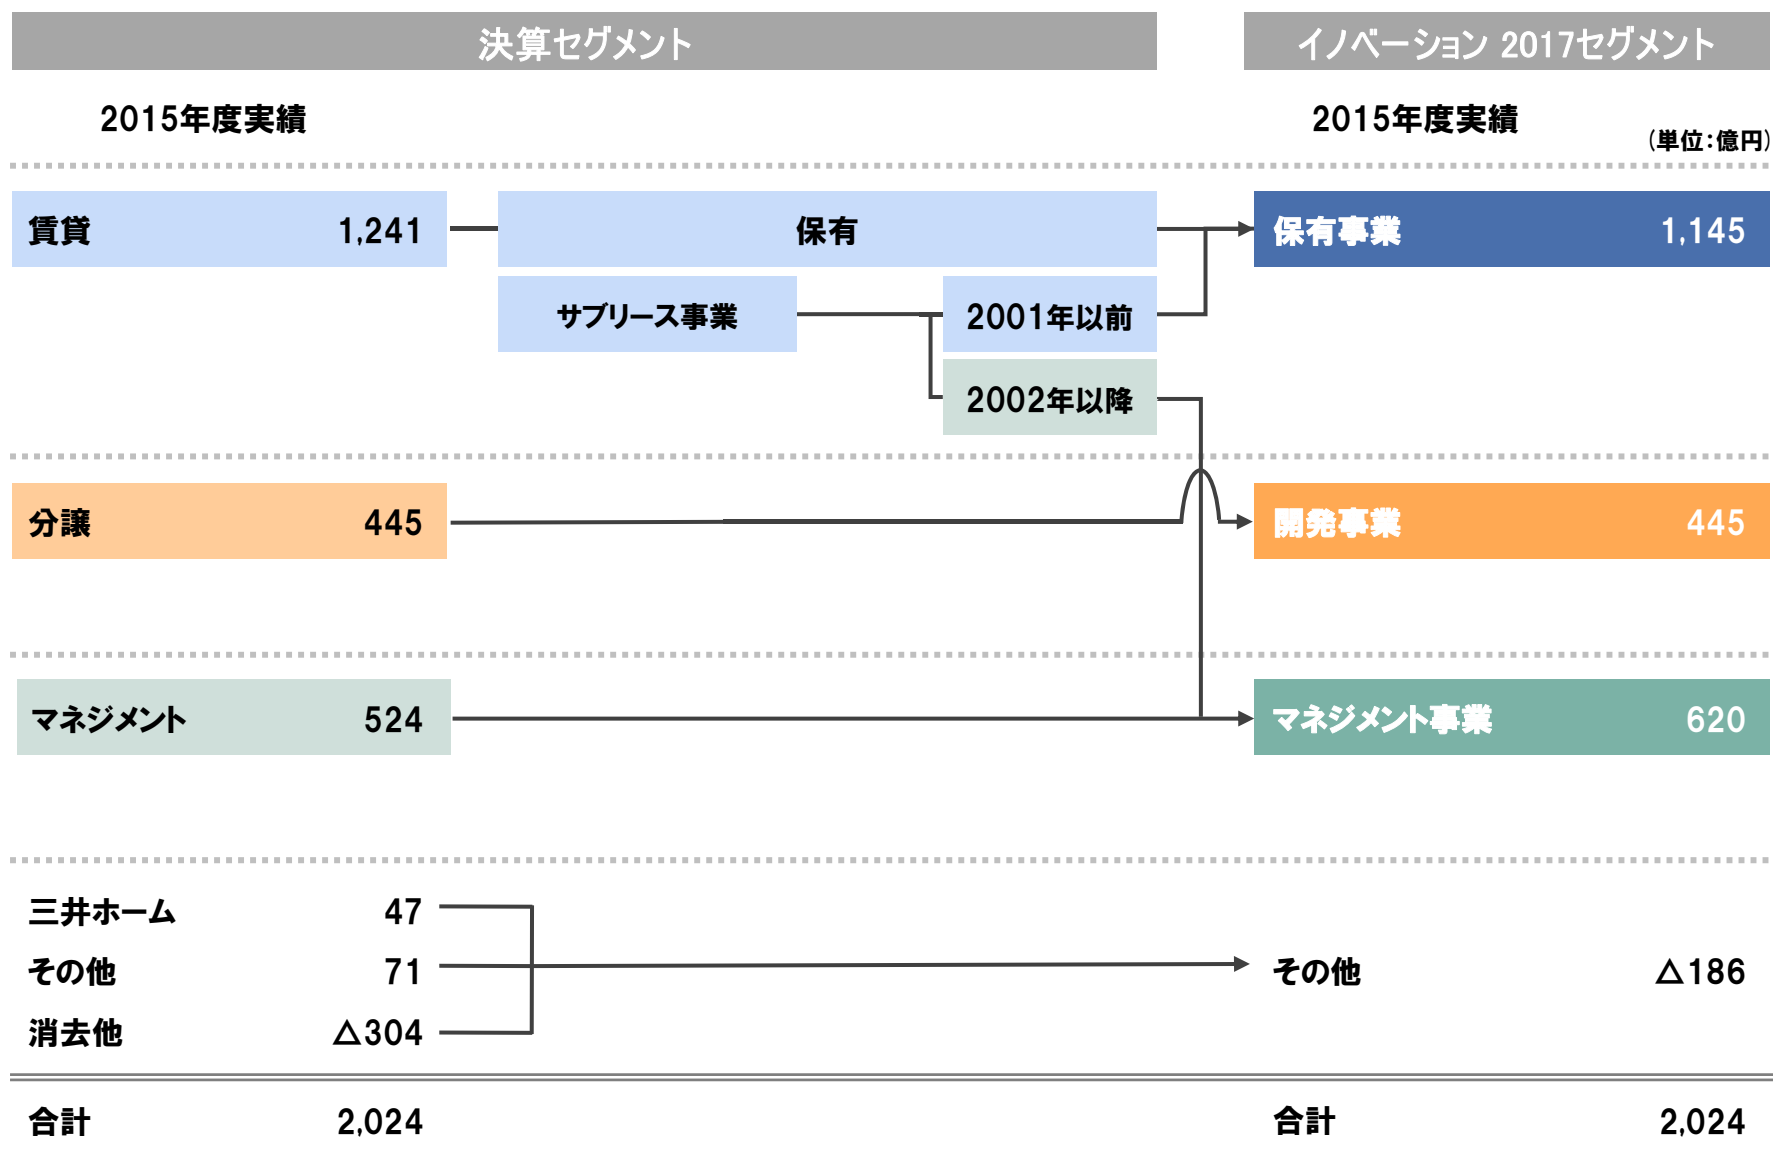 決算セグメント
イノベーション 2017セグメント
2015年度実績
2015年度実績
(単位:億円)
賃貸 1,241
保有
保有事業 1,145
サブリース事業
2001年以前
2002年以降
分譲 445
開発事業 445
マネジメント 524
マネジメント事業 620
三井ホーム 47
その他 71
その他 △186
消去他 △304
合計 2,024
合計 2,024